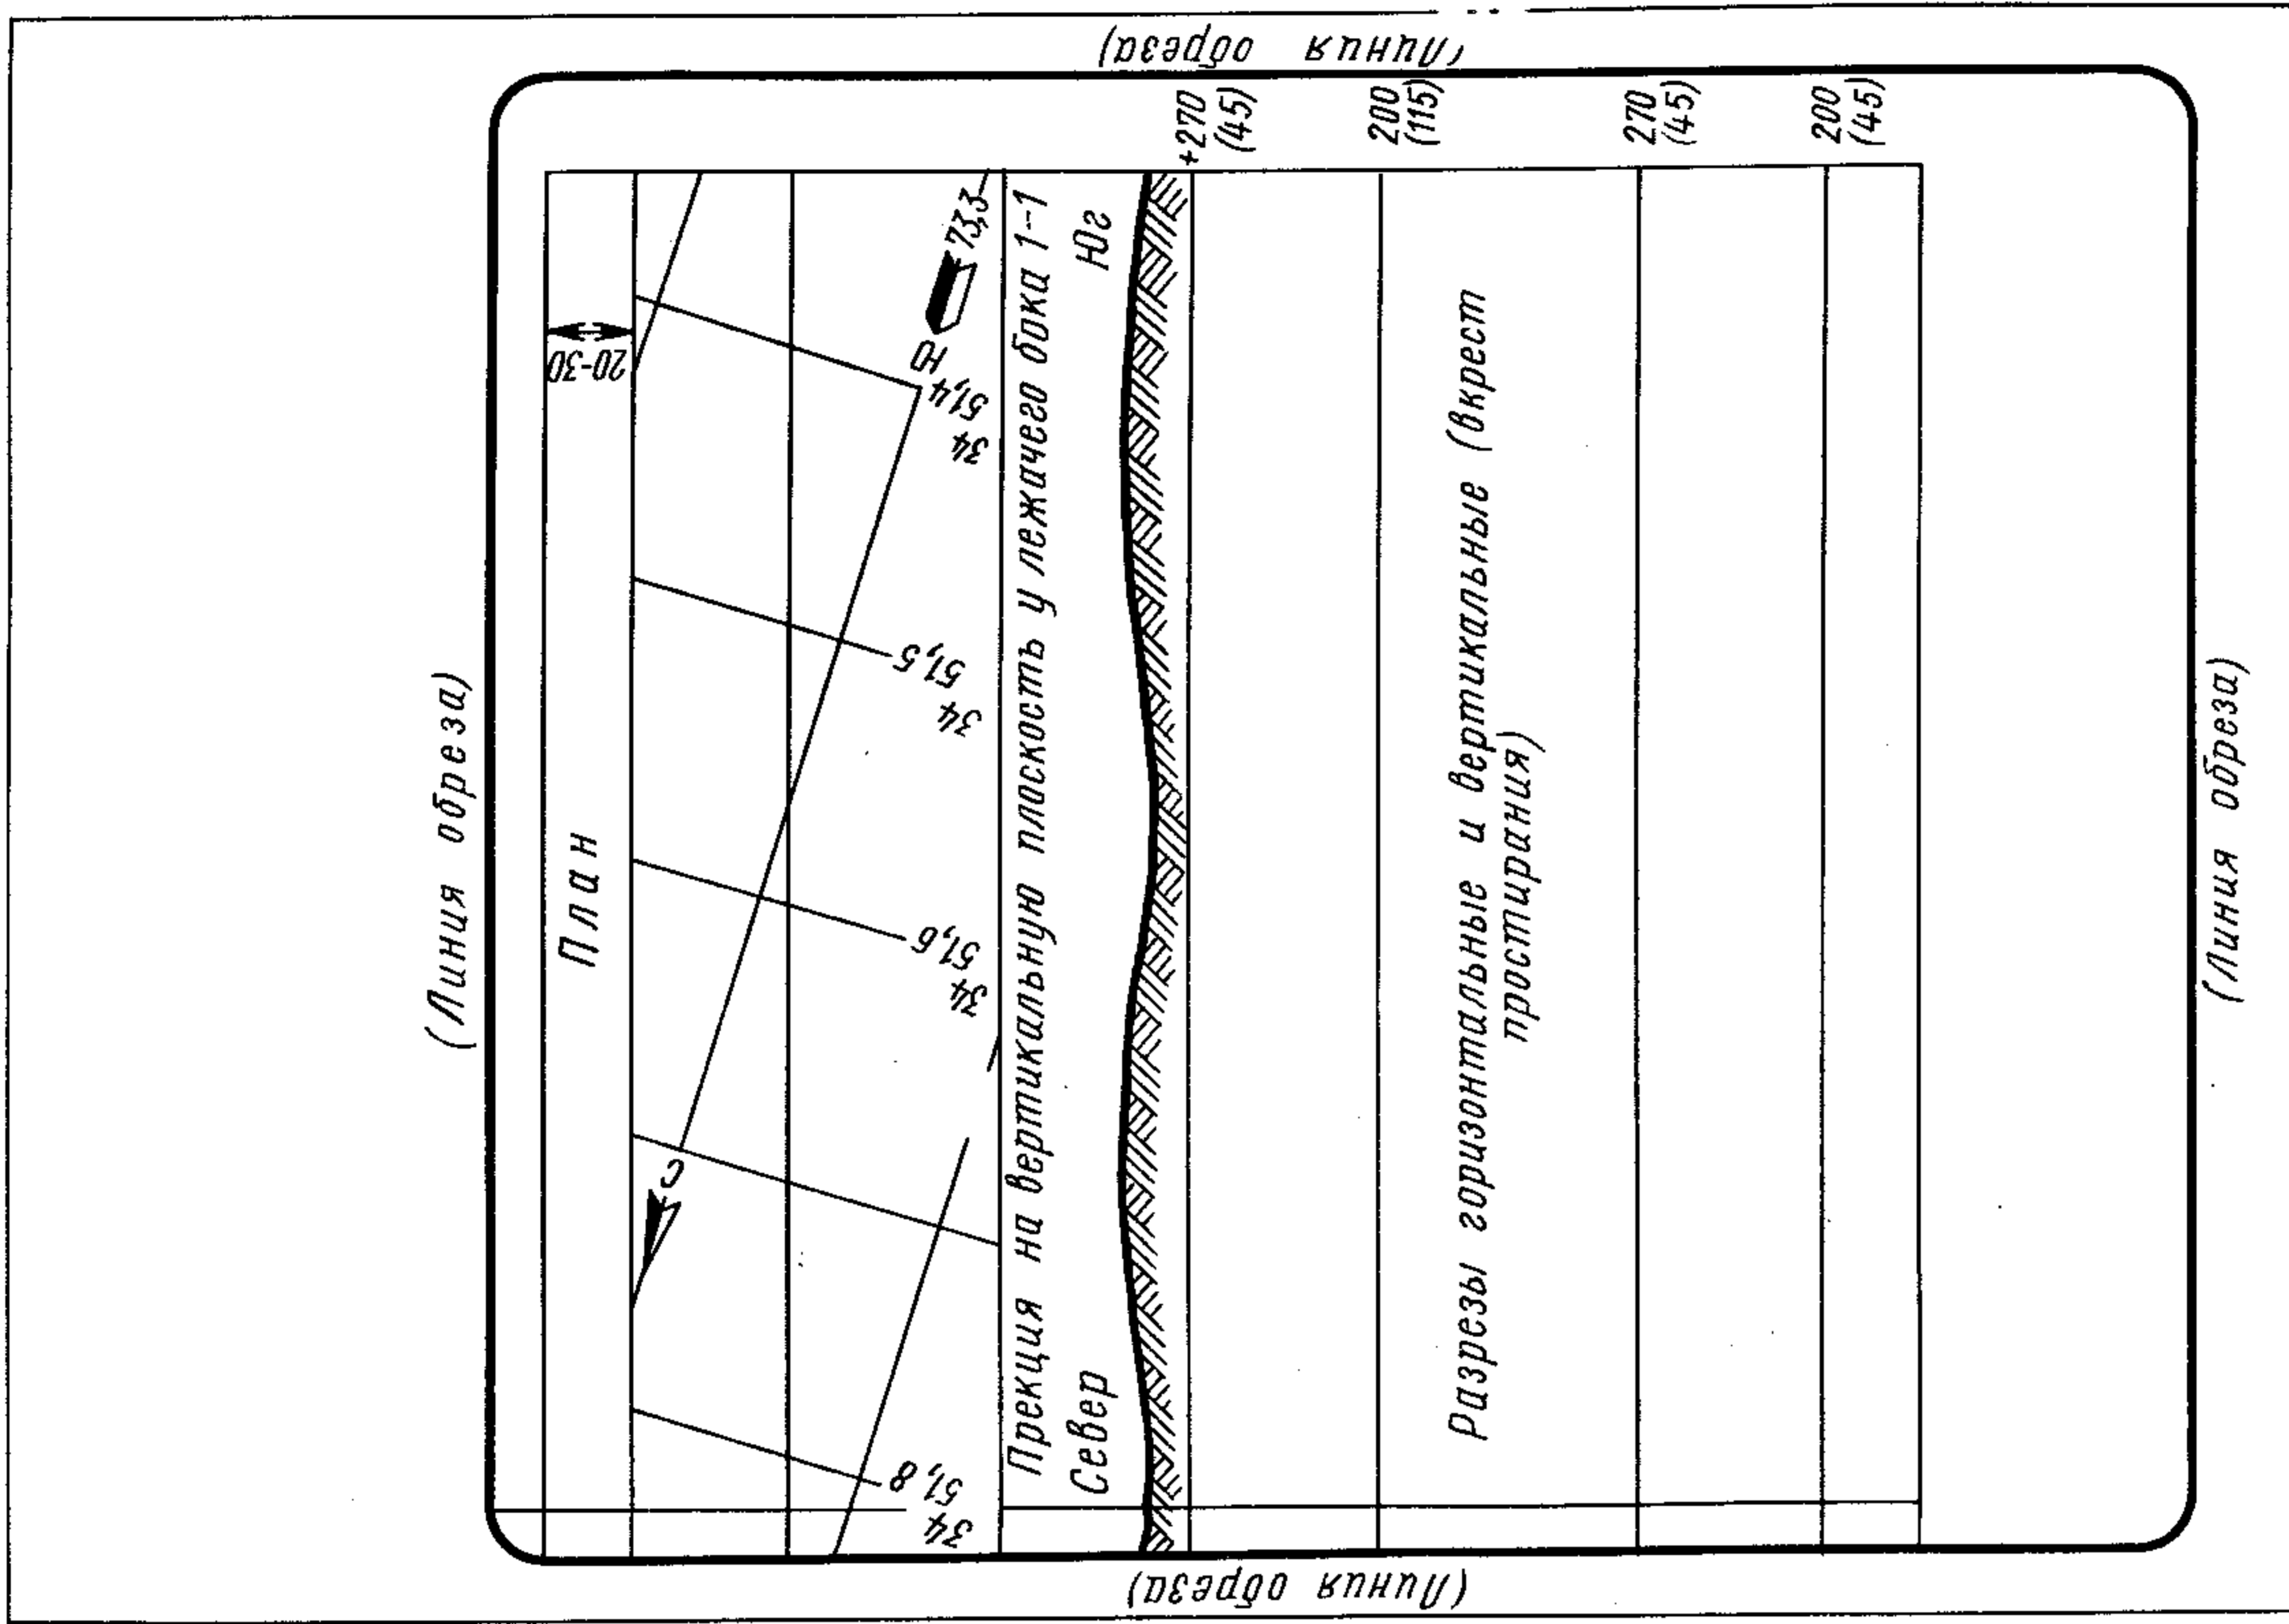 (Линия обреза)
(Линия обреза)
План
20-30
С
Ю
73,3
34
51,8
34
51,6
34
51,5
34
51,4
Прекция на вертикальную плоскость у лежачего бока 1-1
Север
Юг
+270
(45)
200
(115)
Разрезы горизонтальные и вертикальные (вкрест
простирания)
270
(45)
200
(45)
(Линия обреза)
(Линия обреза)